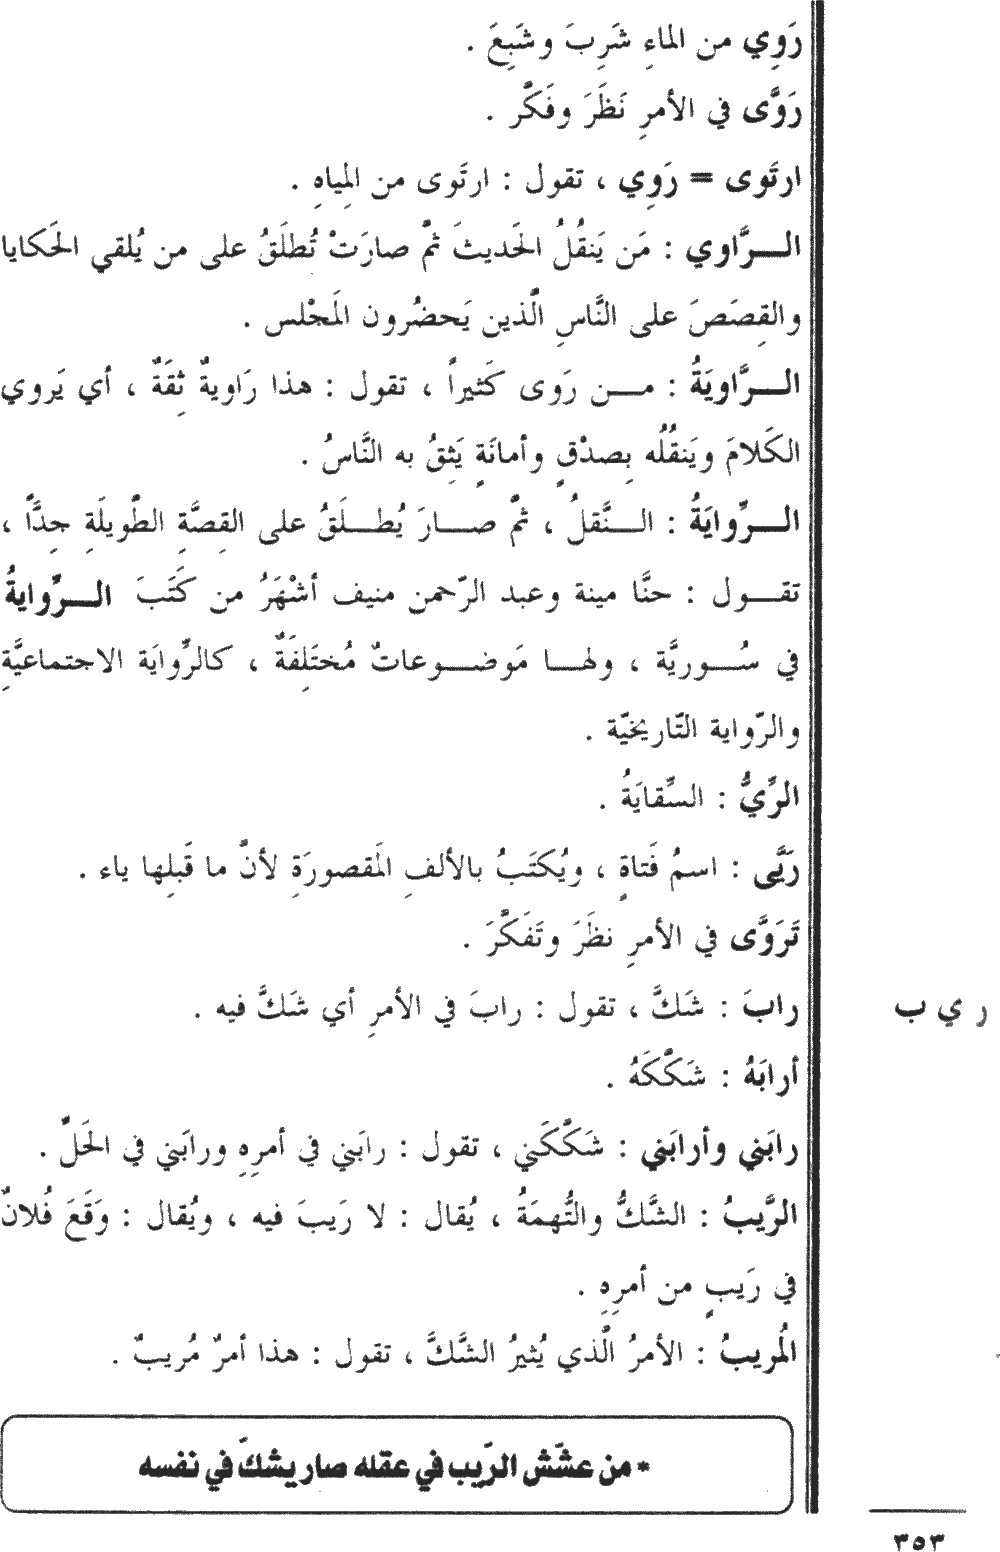 رَوِي من الماءِ شَرِبَ وشَبِعَ .
رَوَّى في الأمرِ نَظَرَ وفَكَّر .
ارتَوى = رَوِي ، تقول : ارتَوى من المِياهِ .
الـــرَّاوي : مَن يَنقُلُ الحَديثَ ثمّ صارَتْ تُطلَقُ على من يُلقي الحَكايا
والقِصَصَ على النَّاسِ الّذين يَحضُرون المَجْلس .
الـــرَّاويَةُ : مـــن رَوى كَثيراً ، تقول : هذا رَاويةٌ ثِقَةٌ ، أي يَروي
الكَلامَ ويَنقُلُه بِصدْقٍ وأمانَةٍ يَثِقُ به النَّاسُ .
الـــرِّوايَةُ : الـــنَّقلُ ، ثمّ صـــارَ يُطـــلَقُ على القِصَّةِ الطّويلَةِ جِدَّاً ،
تقـــول : حنَّا مينة وعبد الرّحمن منيف أشْهَرُ من كَتَبَ الـــرِّوايةُ
في سُـــوريَّة ، ولهـــا مَوضـــوعاتٌ مُختَلِفَةٌ ، كالرِّوايَة الاجتماعيَّةِ
والرّواية التّاريخيّة .
الرِّيُّ : السِّقايَةُ .
رَيَّى : اسمُ فَتاةٍ ، ويُكتَبُ بالألفِ المَقصورَةِ لأنّ ما قَبلِها ياء .
تَرَوَّى في الأمرِ نظَرَ وتَفَكَّرَ .
ر ي ب
رابَ : شَكَّ ، تقول : رابَ في الأمرِ أي شَكَّ فيه .
أرابَهُ : شَكَّكَهُ .
رابَني وأرابَني : شَكَّكَني ، تقول : رابَني في أمرِهِ ورابَني في الحَلّ .
الرَّيبُ : الشَّكُّ والتُّهمَةُ ، يُقال : لا رَيبَ فيه ، ويُقال : وَقَعَ فُلانٌ
في رَيبٍ من أمرِهِ .
المُريبُ : الأمرُ الّذي يُثيرُ الشَّكَّ ، تقول : هذا أمرٌ مُريبٌ .
* من عشّش الرّيب في عقله صار يشكّ في نفسه
٣٥٣